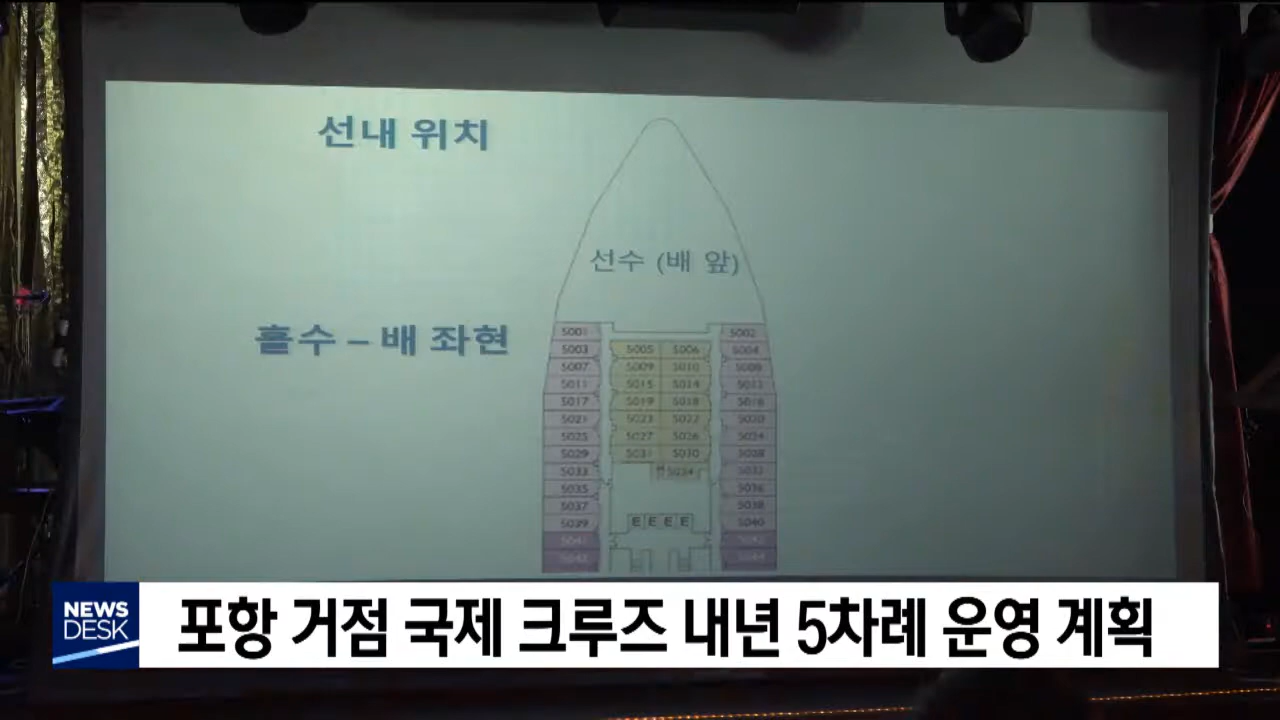 선내 위치
선수 (배 앞)
홀수 – 배 좌현
5001 5002
5003 5005 5006 5004
5007 5009 5010 5008
5011 5015 5014 5012
5017 5019 5018 5016
5021 5023 5022 5020
5025 5027 5026 5024
5029 5031 5030 5028
5033 5034 5032
5035 5036
5037 5038
5039 E E E E 5040
5041 5042
NEWS
DESK
포항 거점 국제 크루즈 내년 5차례 운영 계획